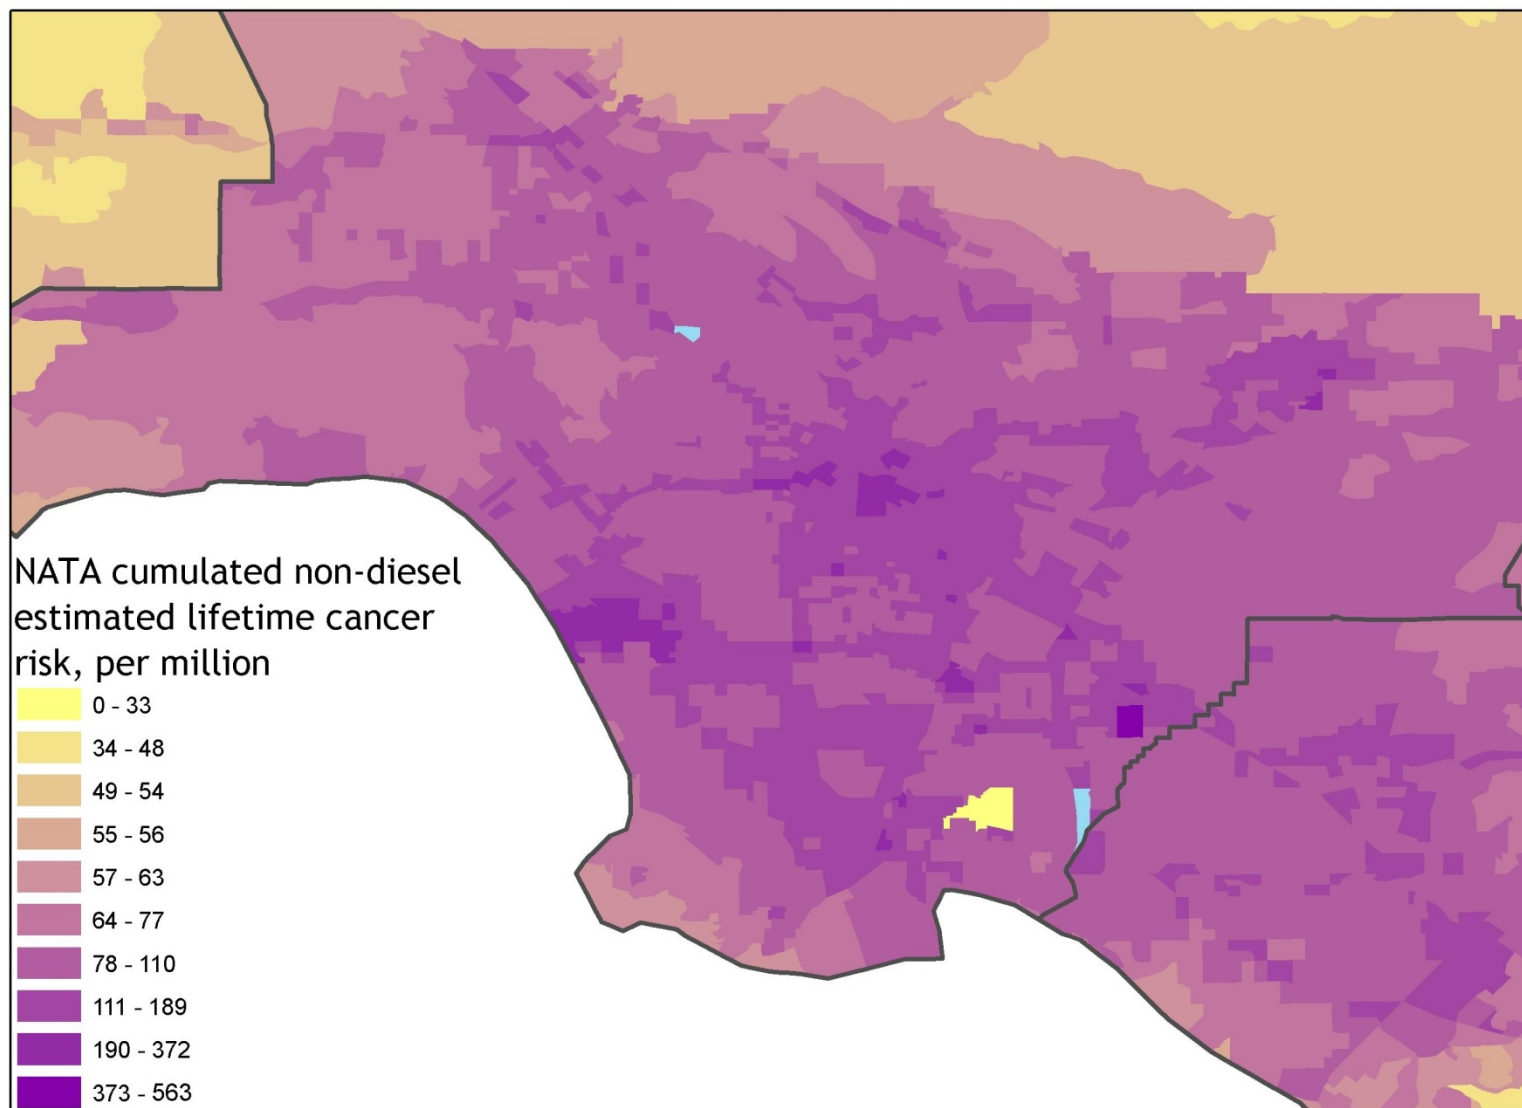 NATA cumulated non-diesel
estimated lifetime cancer
risk, per million
0 - 33
34 - 48
49 - 54
55 - 56
57 - 63
64 - 77
78 - 110
111 - 189
190 - 372
373 - 563